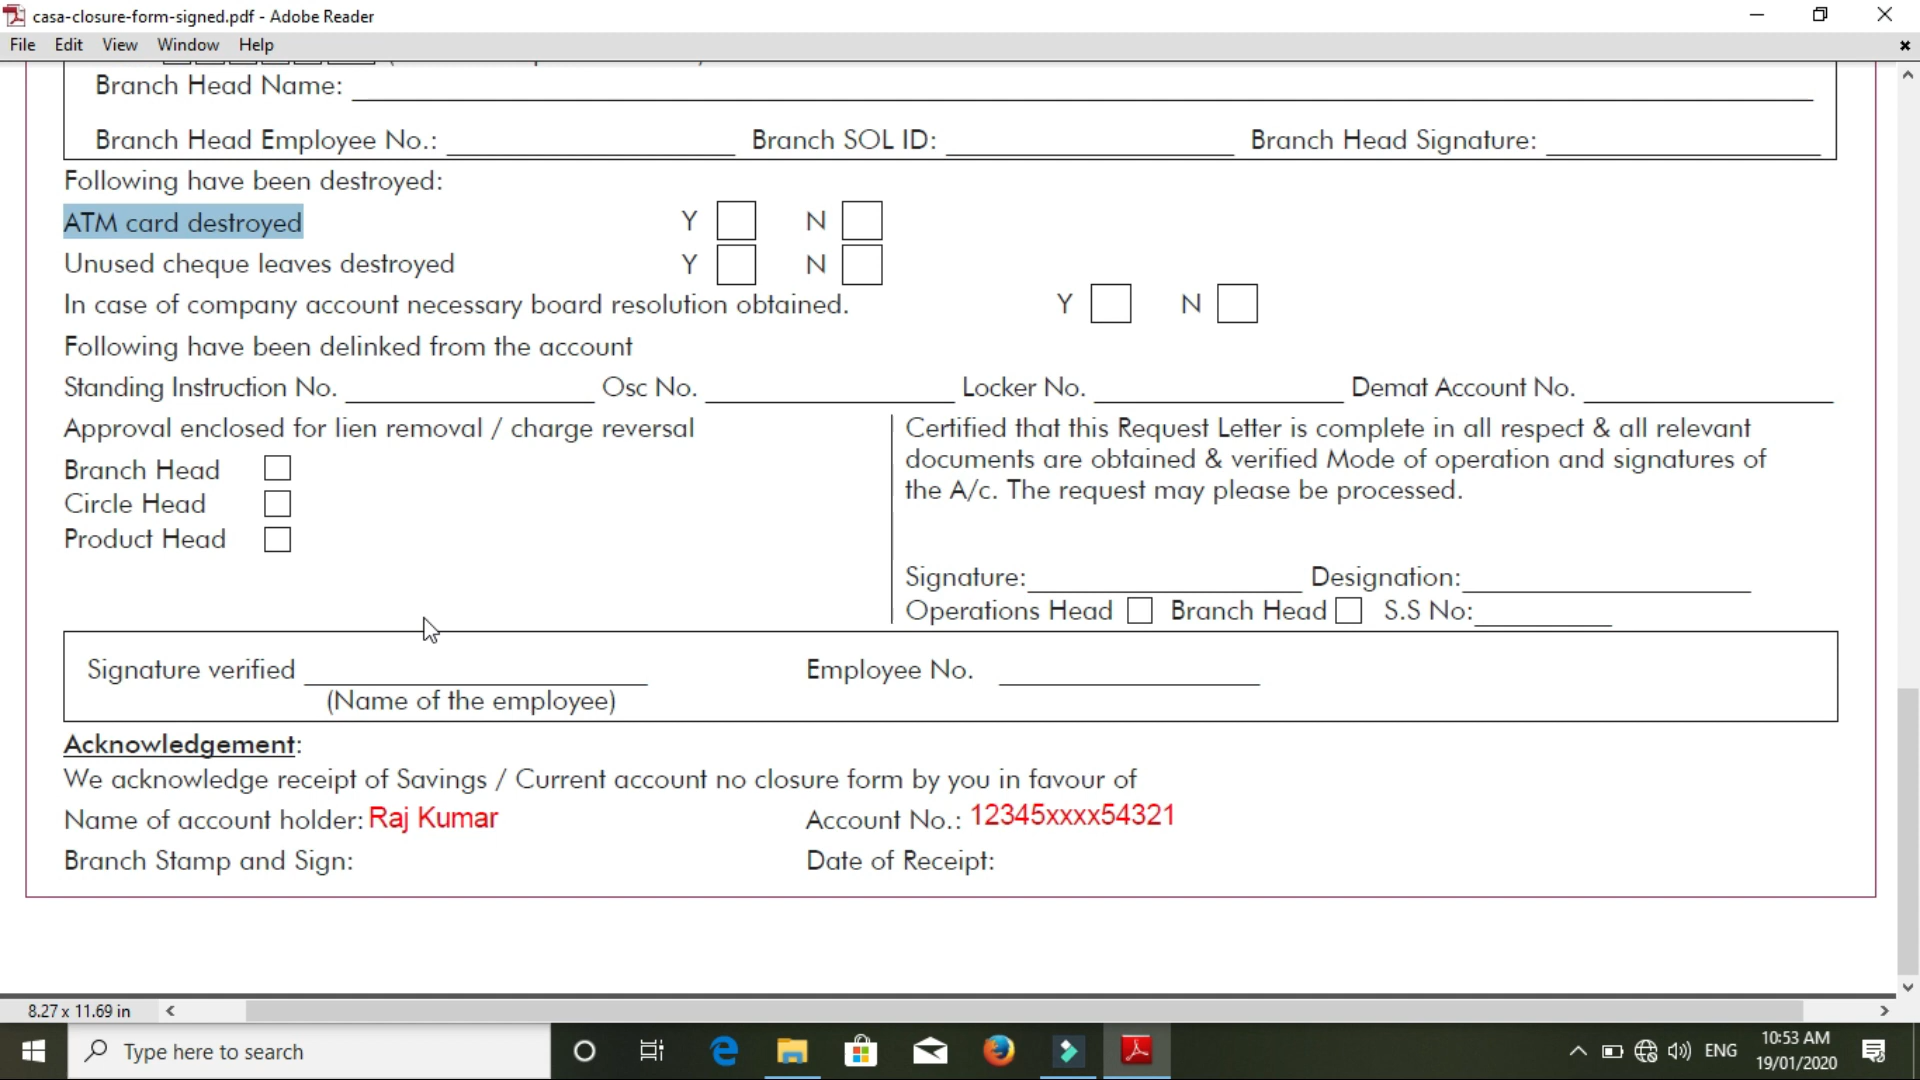 casa-closure-form-signed.pdf - Adobe Reader
File Edit View Window Help
Branch Head Name:
Branch Head Employee No.: Branch SOL ID: Branch Head Signature:
Following have been destroyed:
ATM card destroyed Y N
Unused cheque leaves destroyed Y N
In case of company account necessary board resolution obtained. Y N
Following have been delinked from the account
Standing Instruction No. Osc No. Locker No. Demat Account No.
Approval enclosed for lien removal / charge reversal
Branch Head
Circle Head
Product Head
Certified that this Request Letter is complete in all respect & all relevant
documents are obtained & verified Mode of operation and signatures of
the A/c. The request may please be processed.
Signature: Designation:
Operations Head Branch Head S.S No:
Signature verified Employee No.
(Name of the employee)
Acknowledgement:
We acknowledge receipt of Savings / Current account no closure form by you in favour of
Name of account holder: Raj Kumar Account No.: 12345xxxx54321
Branch Stamp and Sign: Date of Receipt:
8.27 x 11.69 in
Type here to search
ENG
10:53 AM
19/01/2020